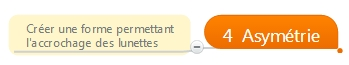 Créer une forme permettant
l'accrochage des lunettes
4 Asymétrie